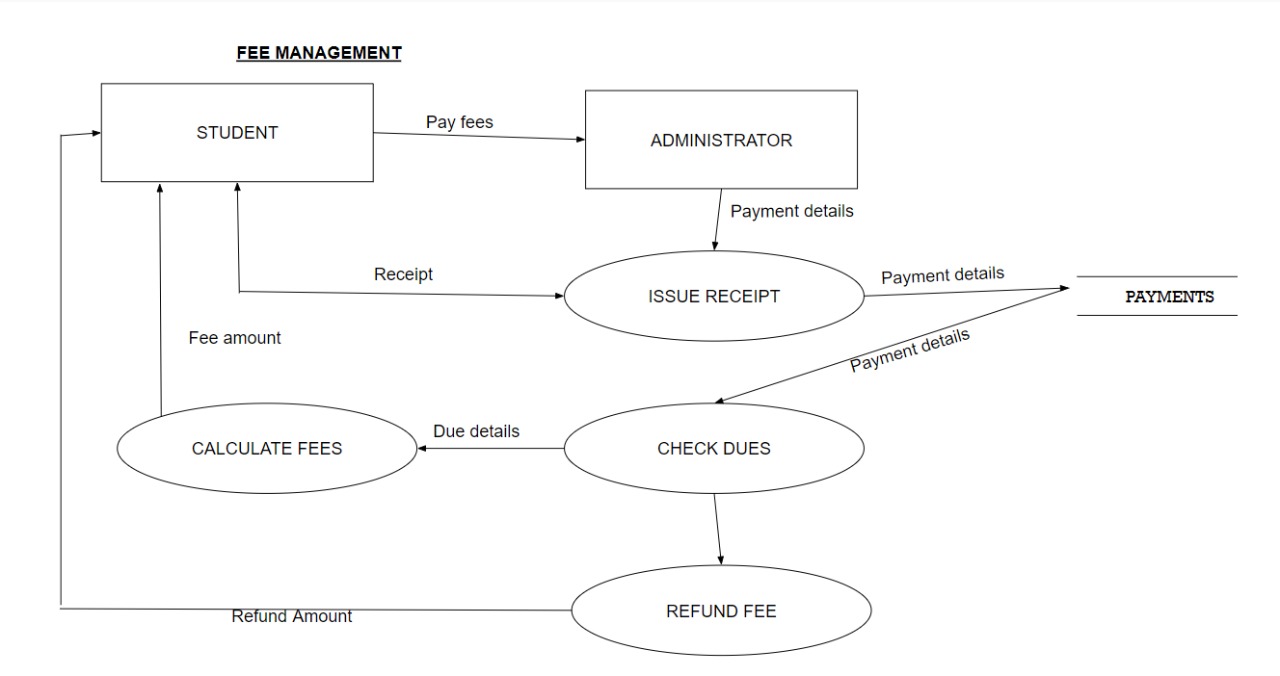 FEE MANAGEMENT
STUDENT
Pay fees
ADMINISTRATOR
Payment details
Receipt
ISSUE RECEIPT
Payment details
PAYMENTS
Fee amount
Payment details
CALCULATE FEES
Due details
CHECK DUES
Refund Amount
REFUND FEE